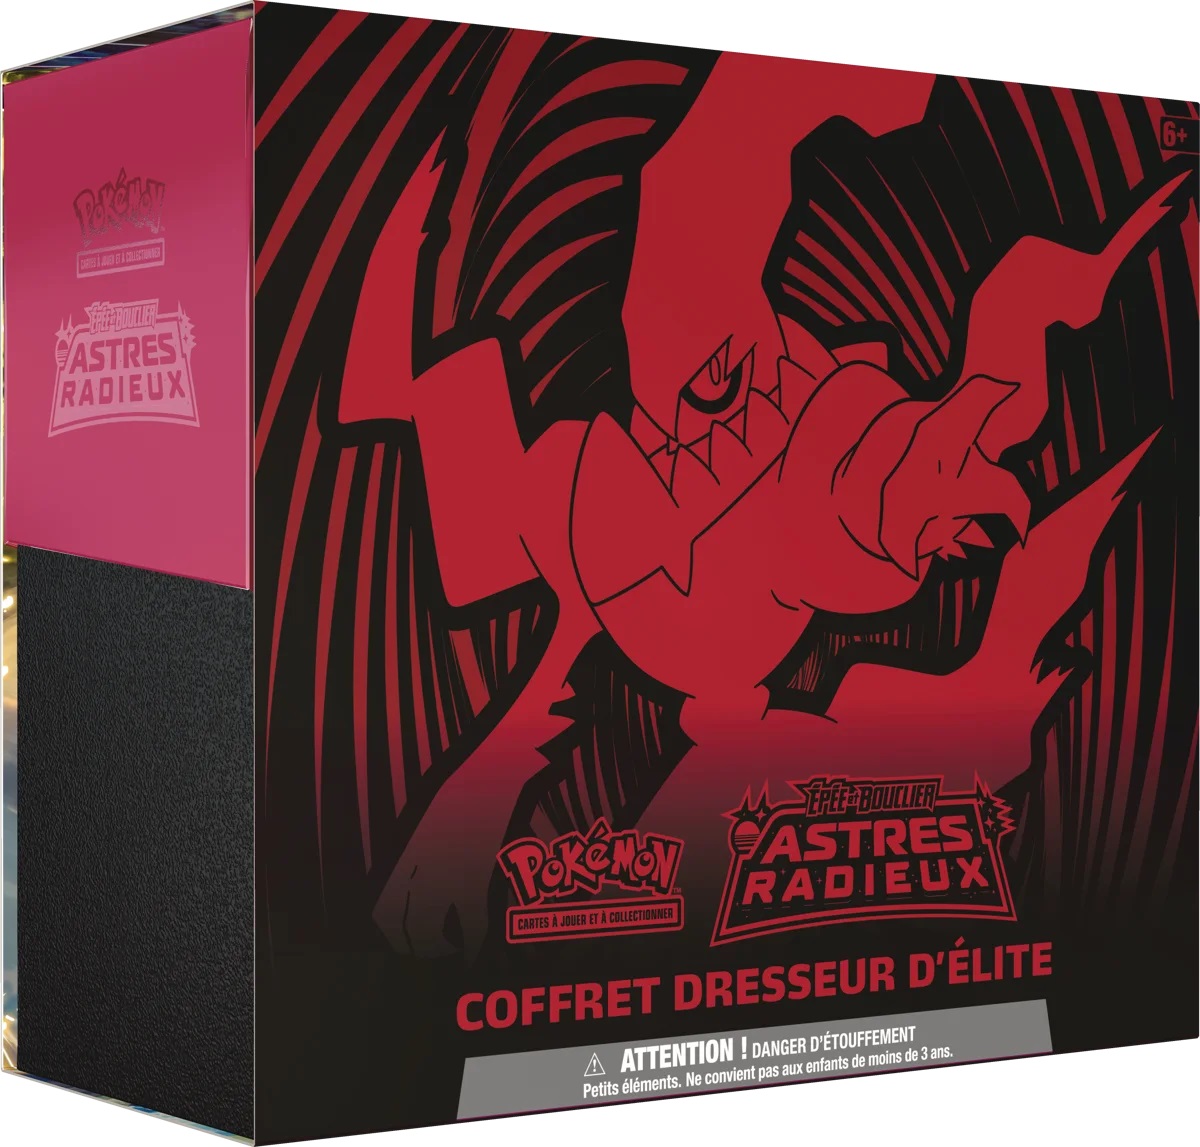 POKéMON
CARTES À JOUER ET À COLLECTIONNER
ÉPÉE et BOUCLIER
ASTRES
RADIEUX
6+
POKéMON™
CARTES À JOUER ET À COLLECTIONNER
ÉPÉE et BOUCLIER
ASTRES
RADIEUX
COFFRET DRESSEUR D'ÉLITE
ATTENTION ! DANGER D'ÉTOUFFEMENT
Petits éléments. Ne convient pas aux enfants de moins de 3 ans.